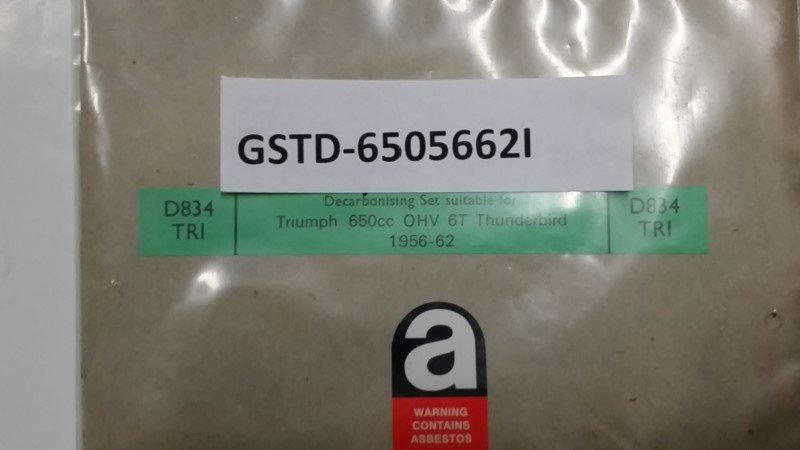 GSTD-6505662I
Decarbonising Set suitable for
D834
TRI
Triumph 650cc OHV 6T Thunderbird
1956-62
D834
TRI
a
WARNING
CONTAINS
ASBESTOS